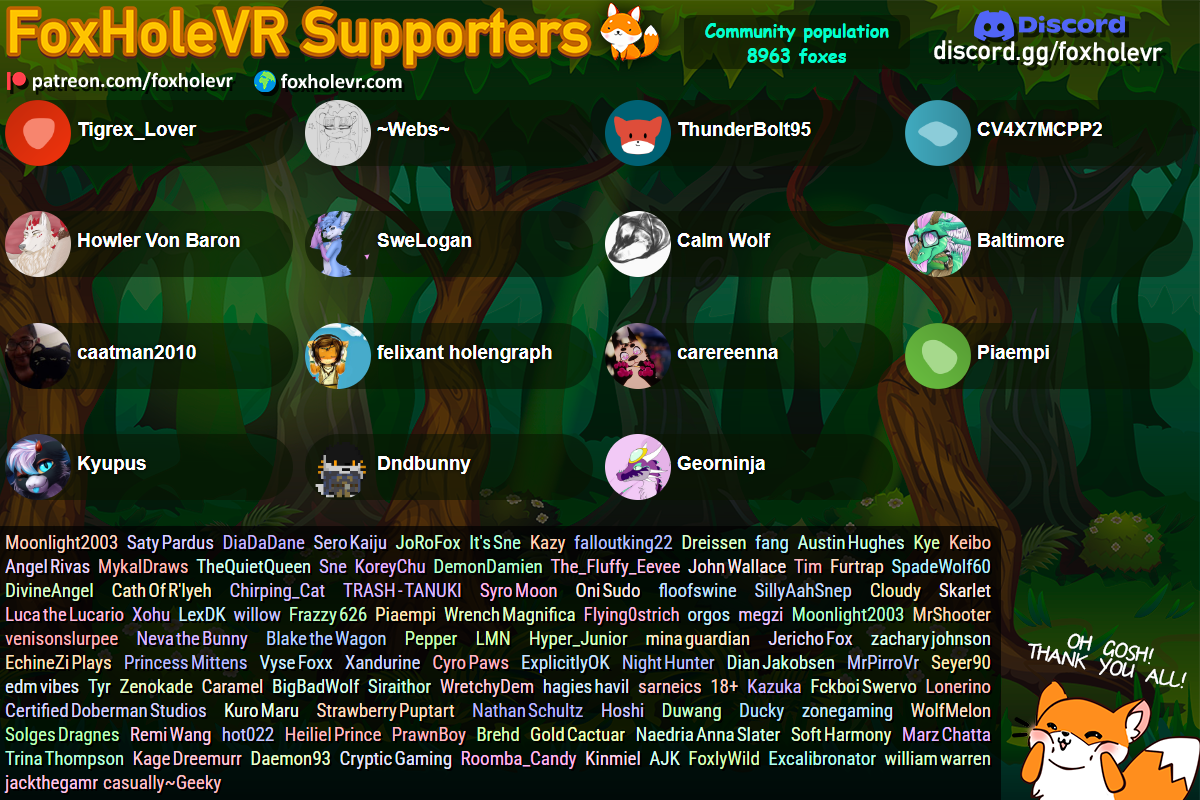 FoxHoleVR Supporters
Community population
8963 foxes
Discord
discord.gg/foxholevr
patreon.com/foxholevr foxholevr.com
Tigrex_Lover ~Webs~ ThunderBolt95 CV4X7MCPP2
Howler Von Baron SweLogan Calm Wolf Baltimore
caatman2010 felixant holengraph carereenna Piaempi
Kyupus Dndbunny Georninja
Moonlight2003 Saty Pardus DiaDaDane Sero Kaiju JoRoFox It's Sne Kazy falloutking22 Dreissen fang Austin Hughes Kye Keibo
Angel Rivas MykalDraws TheQuietQueen Sne KoreyChu DemonDamien The_Fluffy_Eevee John Wallace Tim Furtrap SpadeWolf60
DivineAngel Cath Of R'lyeh Chirping_Cat TRASH-TANUKI Syro Moon Oni Sudo floofswine SillyAahSnep Cloudy Skarlet
Luca the Lucario Xohu LexDK willow Frazzy 626 Piaempi Wrench Magnifica Flying0strich orgos megzi Moonlight2003 MrShooter
venisonslurpee Neva the Bunny Blake the Wagon Pepper LMN Hyper_Junior mina guardian Jericho Fox zachary johnson
EchineZi Plays Princess Mittens Vyse Foxx Xandurine Cyro Paws ExplicitlyOK Night Hunter Dian Jakobsen MrPirroVr Seyer90
edm vibes Tyr Zenokade Caramel BigBadWolf Siraithor WretchyDem hagies havil sarneics 18+ Kazuka Fckboi Swervo Lonerino
Certified Doberman Studios Kuro Maru Strawberry Puptart Nathan Schultz Hoshi Duwang Ducky zonegaming WolfMelon
Solges Dragnes Remi Wang hot022 Heiliel Prince PrawnBoy Brehd Gold Cactuar Naedria Anna Slater Soft Harmony Marz Chatta
Trina Thompson Kage Dreemurr Daemon93 Cryptic Gaming Roomba_Candy Kinmiel AJK FoxlyWild Excalibronator william warren
jackthegamr casually~Geeky
OH GOSH!
THANK YOU ALL!